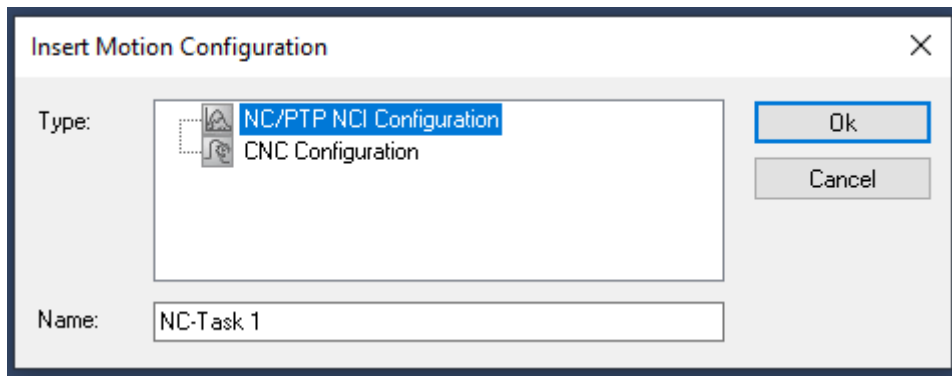 Insert Motion Configuration
Type:
NC/PTP NCI Configuration
Ok
CNC Configuration
Cancel
Name:
NC-Task 1